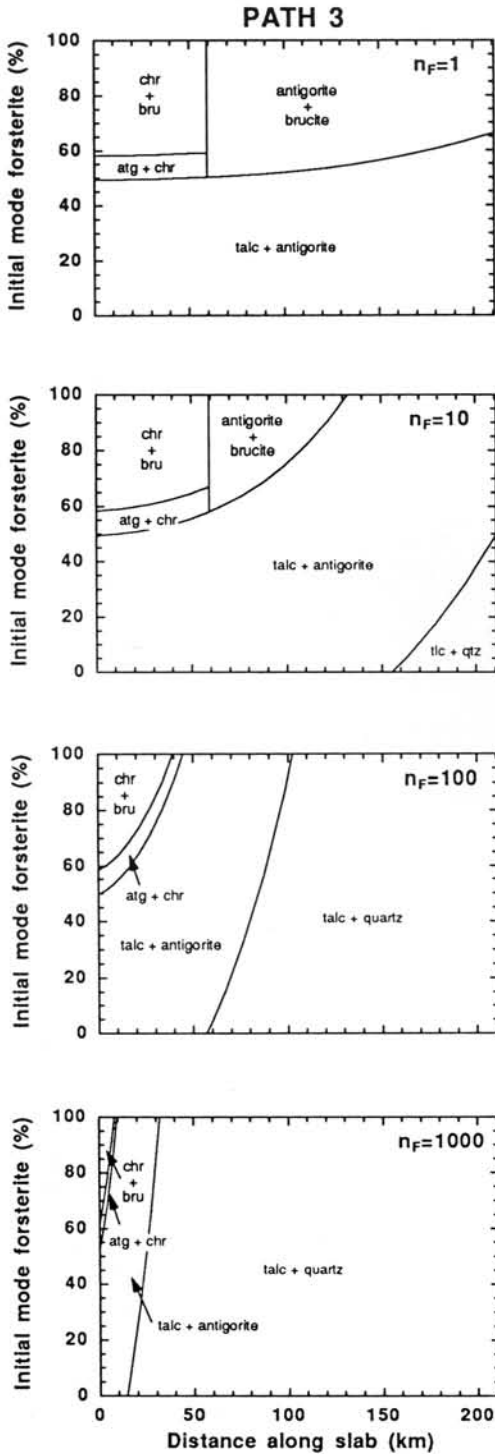 PATH 3
Initial mode forsterite (%)
100
80
60
40
20
0
chr
+
bru
antigorite
+
brucite
nF=1
atg + chr
talc + antigorite
Initial mode forsterite (%)
100
80
60
40
20
0
chr
+
bru
antigorite
+
brucite
nF=10
atg + chr
talc + antigorite
tlc + qtz
Initial mode forsterite (%)
100
80
60
40
20
0
chr
+
bru
nF=100
atg + chr
talc + antigorite
talc + quartz
Initial mode forsterite (%)
100
80
60
40
20
0
chr
+
bru
nF=1000
atg + chr
talc + quartz
talc + antigorite
0 50 100 150 200
Distance along slab (km)